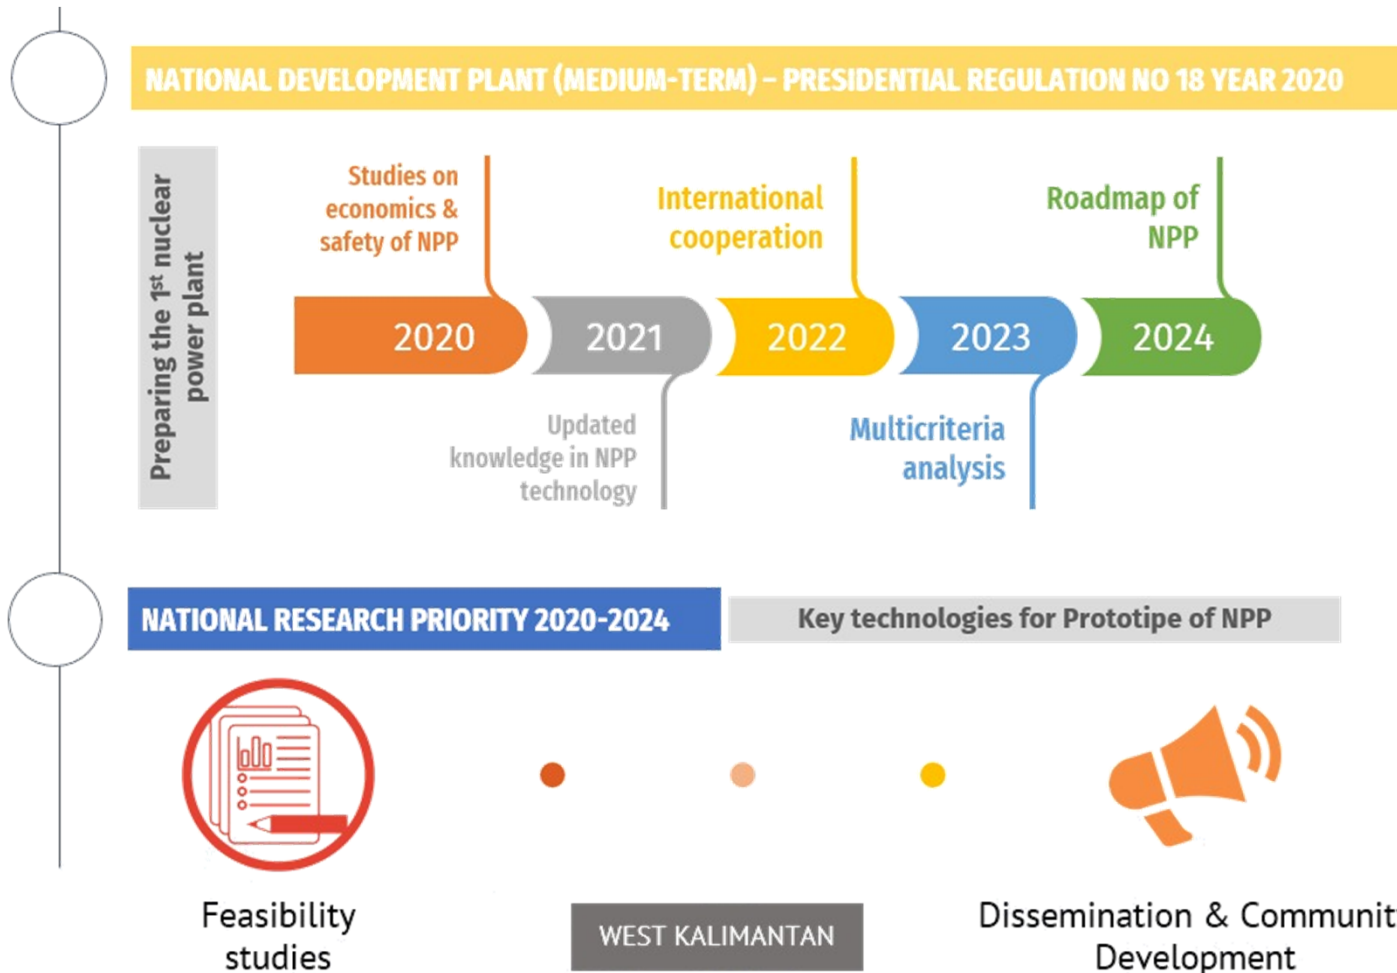 NATIONAL DEVELOPMENT PLANT (MEDIUM-TERM) – PRESIDENTIAL REGULATION NO 18 YEAR 2020
Preparing the 1st nuclear
power plant
Studies on
economics &
safety of NPP
International
cooperation
Roadmap of
NPP
2020
2021
2022
2023
2024
Updated
knowledge in NPP
technology
Multicriteria
analysis
NATIONAL RESEARCH PRIORITY 2020-2024
Key technologies for Prototipe of NPP
Feasibility
studies
WEST KALIMANTAN
Dissemination & Communit
Development